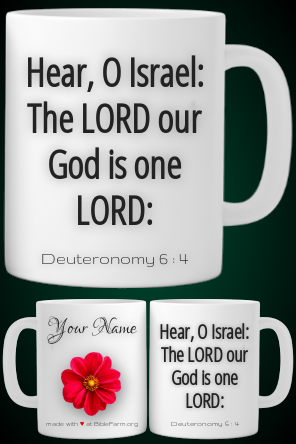 Hear, O Israel:
The LORD our
God is one
LORD:
Deuteronomy 6 : 4
Your Name
made with ♥ at BibleFarm.org
Hear, O Israel:
The LORD our
God is one
LORD:
Deuteronomy 6 : 4